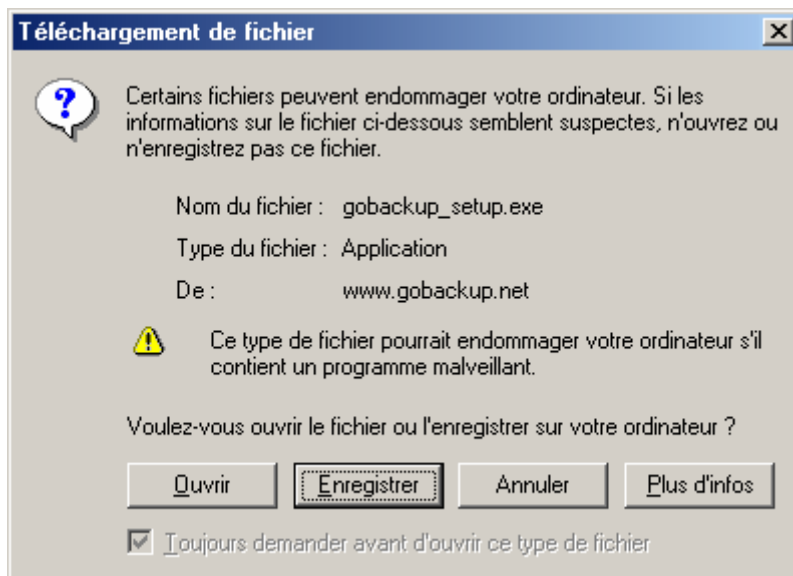 Téléchargement de fichier
Certains fichiers peuvent endommager votre ordinateur. Si les
informations sur le fichier ci-dessous semblent suspectes, n'ouvrez ou
n'enregistrez pas ce fichier.
Nom du fichier : gobackup_setup.exe
Type du fichier : Application
De : www.gobackup.net
Ce type de fichier pourrait endommager votre ordinateur s'il
contient un programme malveillant.
Voulez-vous ouvrir le fichier ou l'enregistrer sur votre ordinateur ?
Ouvrir Enregistrer Annuler Plus d'infos
Toujours demander avant d'ouvrir ce type de fichier